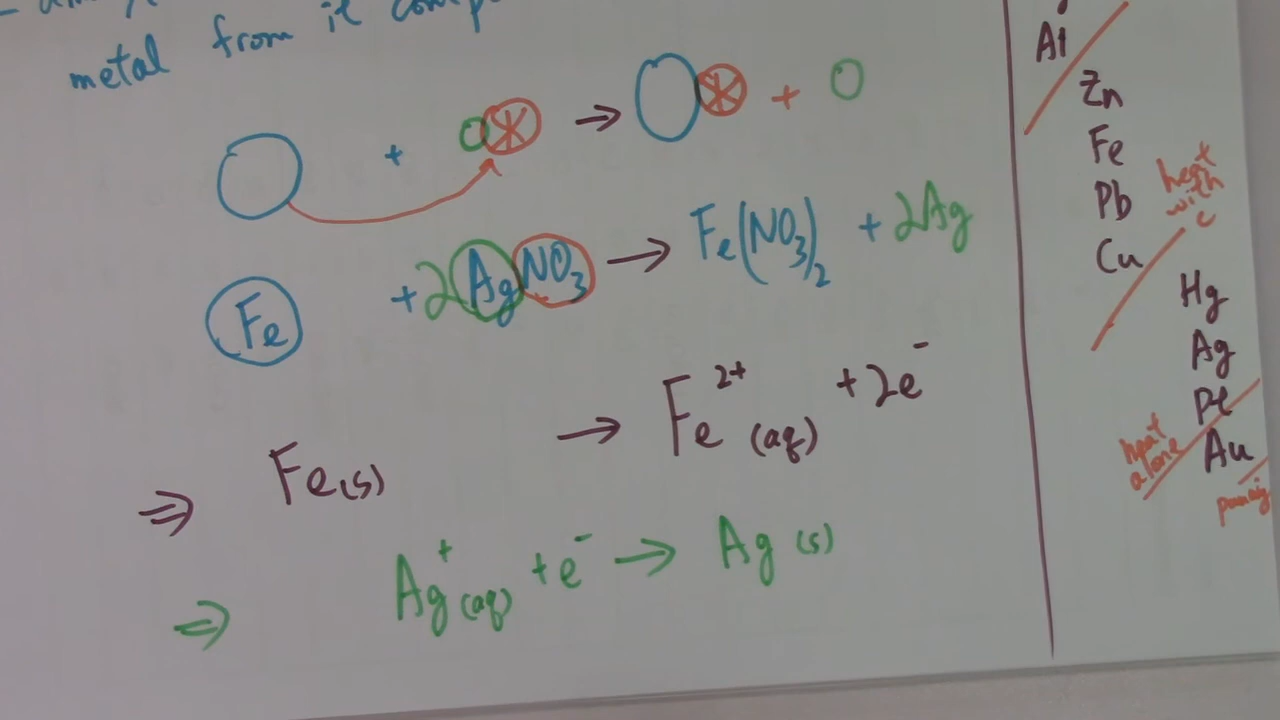 metal from it
+ → +
Fe + 2AgNO₃ → Fe(NO₃)₂ + 2Ag
⇒ Fe(s) → Fe²⁺(aq) + 2e⁻
⇒ Ag⁺(aq) + e⁻ → Ag(s)
Al
Zn
Fe
Pb
Cu
heat
with
c
Hg
Ag
Pt
Au
heat
alone